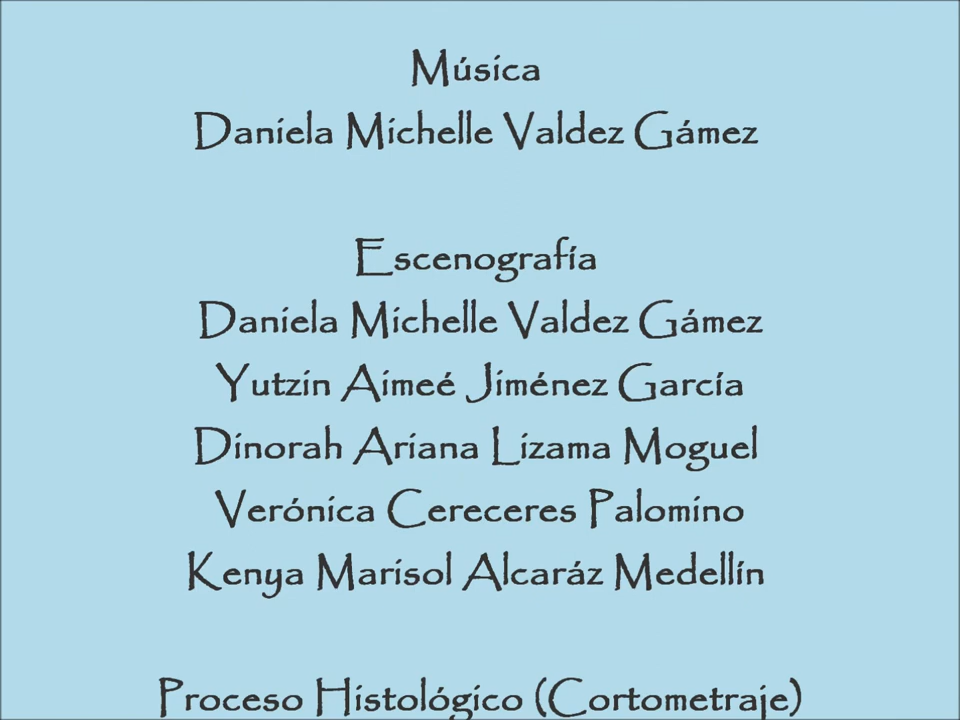 Música
Daniela Michelle Valdez Gámez
Escenografía
Daniela Michelle Valdez Gámez
Yutzin Aimeé Jiménez García
Dinorah Ariana Lizama Moguel
Verónica Cereceres Palomino
Kenya Marisol Alcaráz Medellín
Proceso Histológico (Cortometraje)